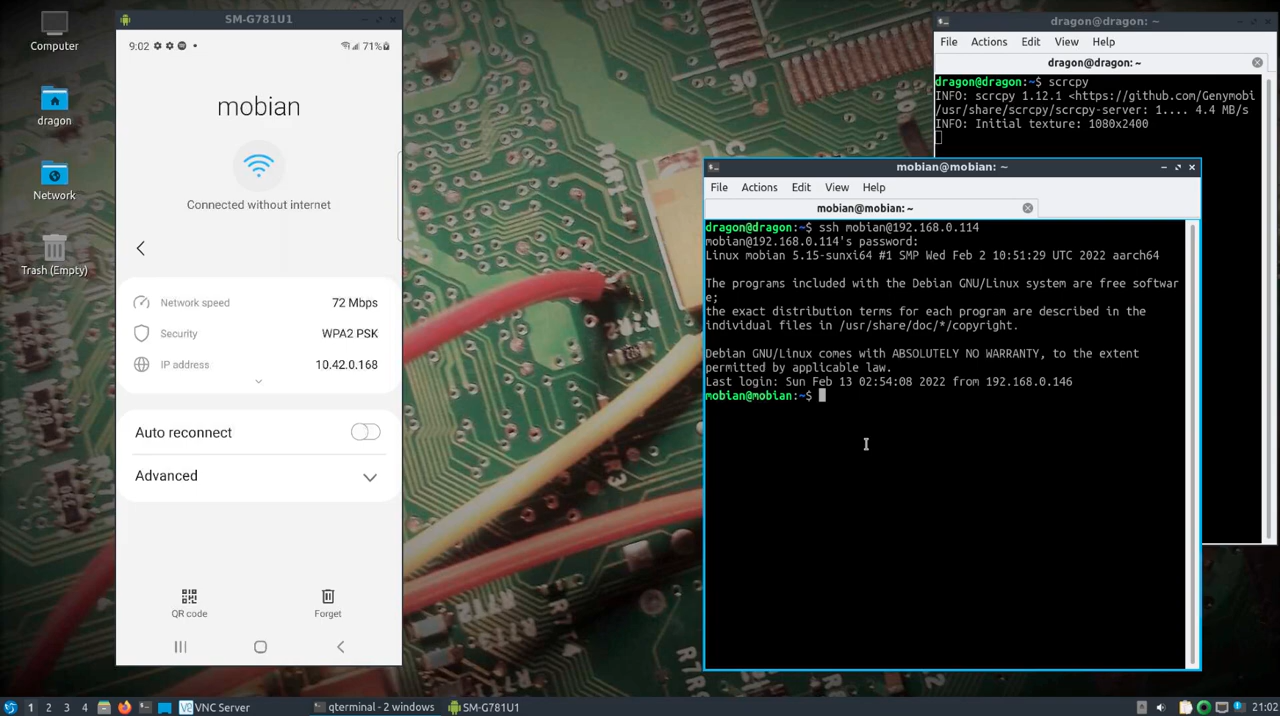 Computer
dragon
Network
Trash (Empty)
SM-G781U1
9:02
71%
mobian
Connected without internet
Network speed 72 Mbps
Security WPA2 PSK
IP address 10.42.0.168
Auto reconnect
Advanced
QR code Forget
dragon@dragon: ~
File Actions Edit View Help
dragon@dragon: ~
dragon@dragon:~$ scrcpy
INFO: scrcpy 1.12.1 <https://github.com/Genymobi
/usr/share/scrcpy/scrcpy-server: 1.... 4.4 MB/s
INFO: Initial texture: 1080x2400
mobian@mobian: ~
File Actions Edit View Help
mobian@mobian: ~
dragon@dragon:~$ ssh mobian@192.168.0.114
mobian@192.168.0.114's password:
Linux mobian 5.15-sunxi64 #1 SMP Wed Feb 2 10:51:29 UTC 2022 aarch64
The programs included with the Debian GNU/Linux system are free softwar
e;
the exact distribution terms for each program are described in the
individual files in /usr/share/doc/*/copyright.
Debian GNU/Linux comes with ABSOLUTELY NO WARRANTY, to the extent
permitted by applicable law.
Last login: Sun Feb 13 02:54:08 2022 from 192.168.0.146
mobian@mobian:~$
1 2 3 4 VNC Server qterminal - 2 windows SM-G781U1 21:02